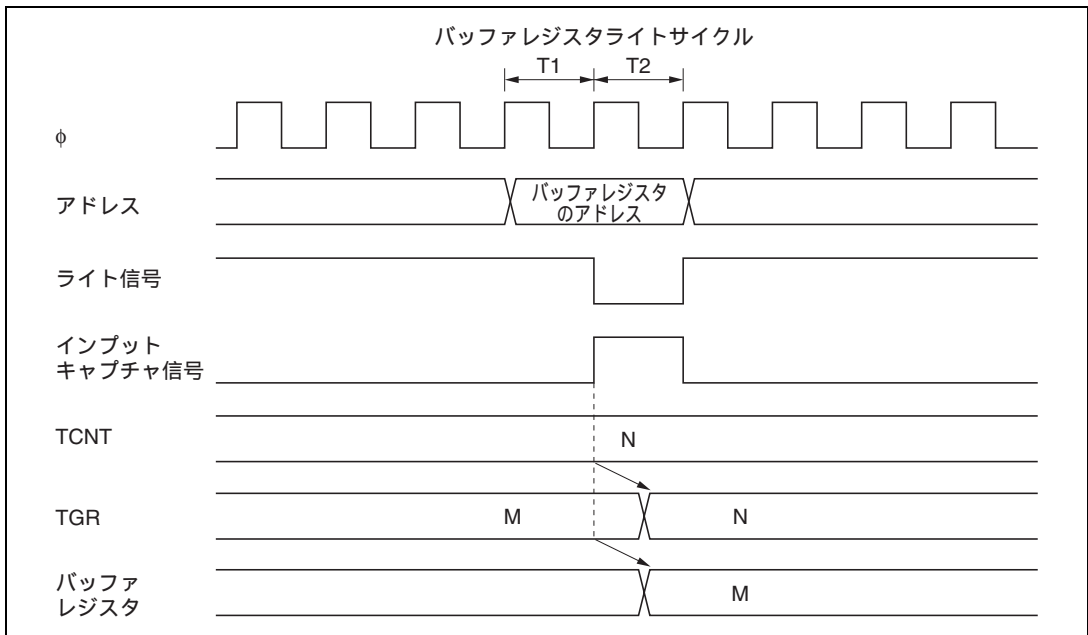 バッファレジスタライトサイクル
T1 T2
φ
アドレス
バッファレジスタ
のアドレス
ライト信号
インプット
キャプチャ信号
TCNT
N
TGR
M N
バッファ
レジスタ
M